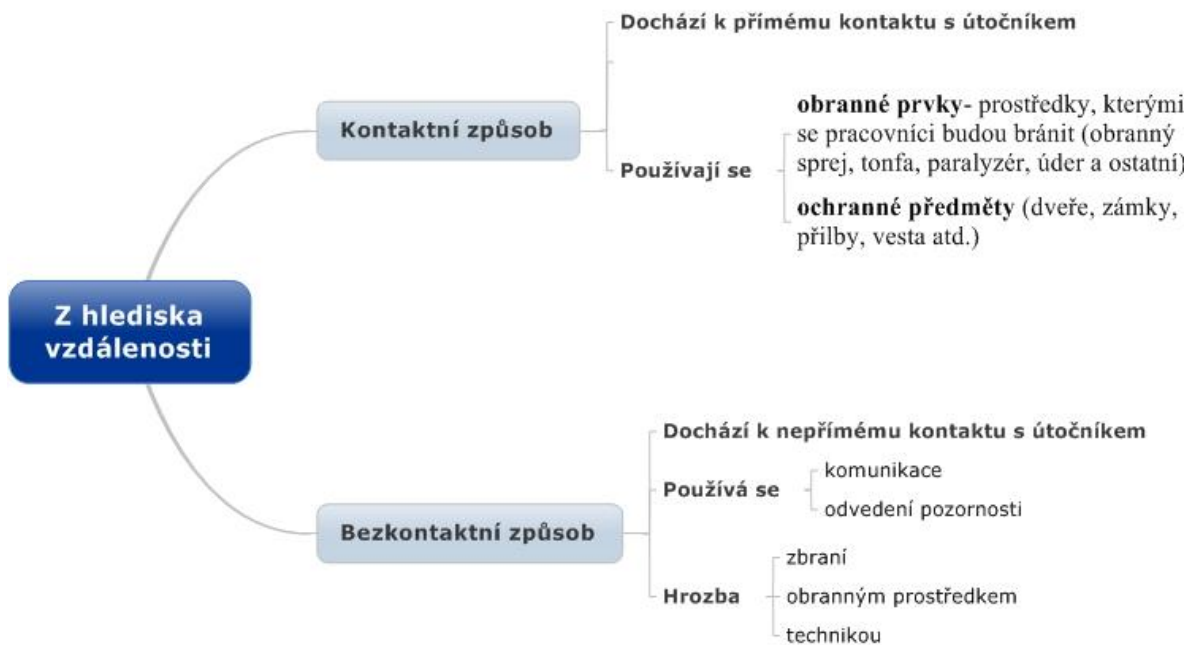 Z hlediska
vzdálenosti
Kontaktní způsob
Dochází k přímému kontaktu s útočníkem
Používají se
obranné prvky- prostředky, kterými
se pracovníci budou bránit (obranný
sprej, tonfa, paralyzér, úder a ostatní)
ochranné předměty (dveře, zámky,
přilby, vesta atd.)
Bezkontaktní způsob
Dochází k nepřímému kontaktu s útočníkem
Používá se
komunikace
odvedení pozornosti
Hrozba
zbraní
obranným prostředkem
technikou